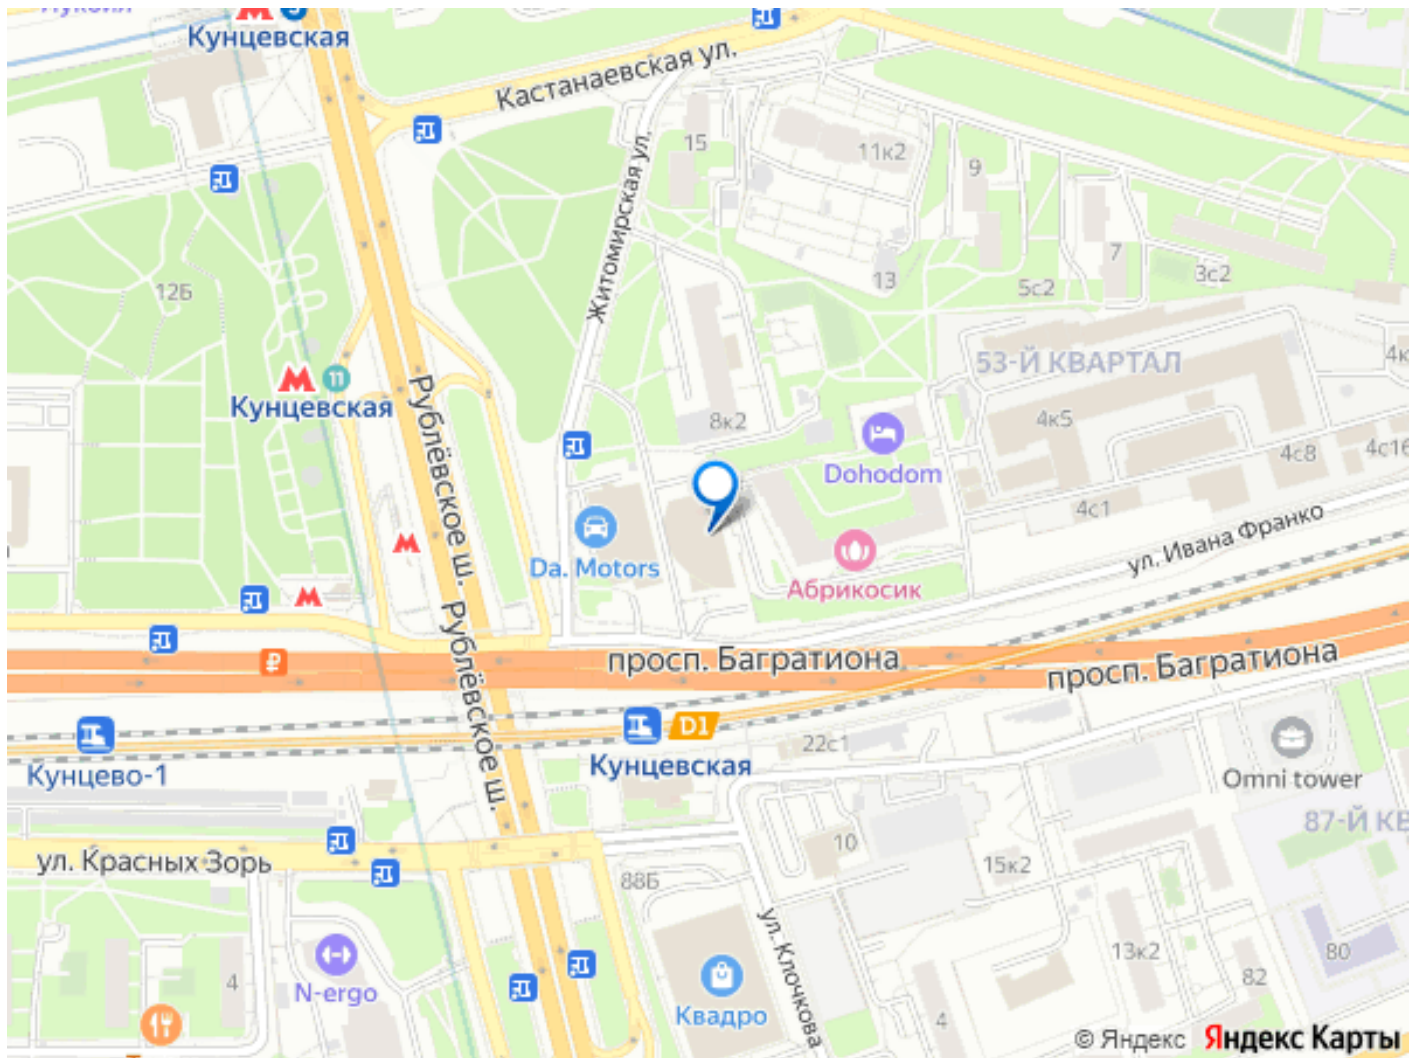 Кунцевская
Кастанаевская ул.
15
11к2
9
Житомирская ул.
7
13
5с2
3с2
12Б
53-Й КВАРТАЛ
4к
11
Кунцевская
Рублёвское ш.
8к2
4к5
Dohodom
4с8
4с16
4с1
ул. Ивана Франко
Da. Motors
Абрикосик
Рублёвское ш.
просп. Багратиона
просп. Багратиона
D1
Кунцево-1
Кунцевская
22с1
Omni tower
87-Й КВ
ул. Красных Зорь
10
15к2
88Б
ул. Клочкова
13к2
80
82
4
N-ergo
Квадро
4
© Яндекс Яндекс Карты